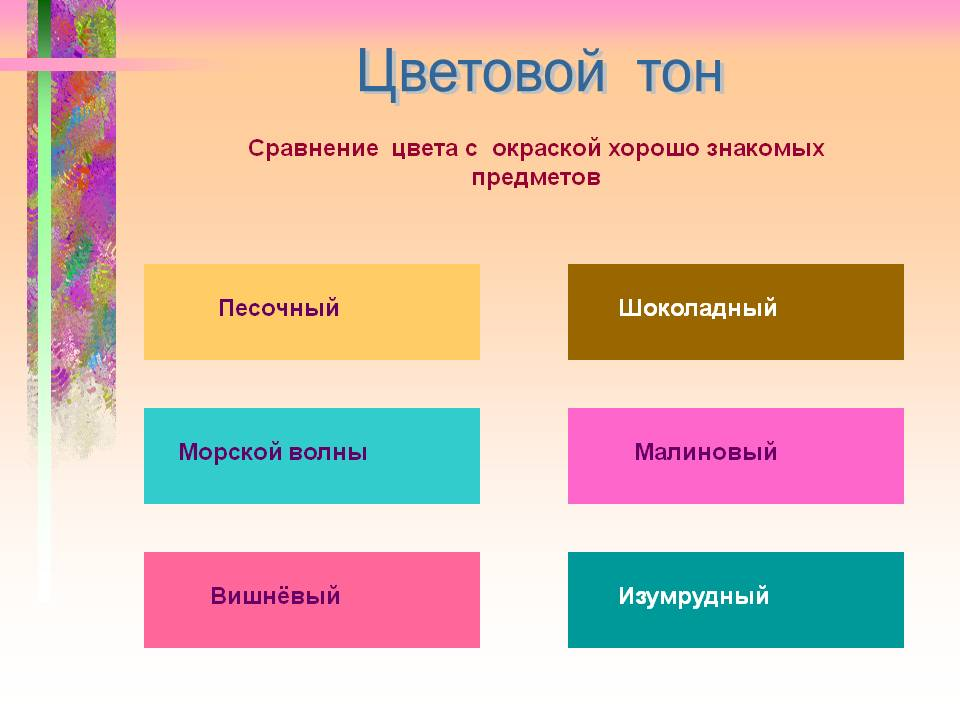 Цветовой тон
Сравнение цвета с окраской хорошо знакомых
предметов
Песочный
Шоколадный
Морской волны
Малиновый
Вишнёвый
Изумрудный